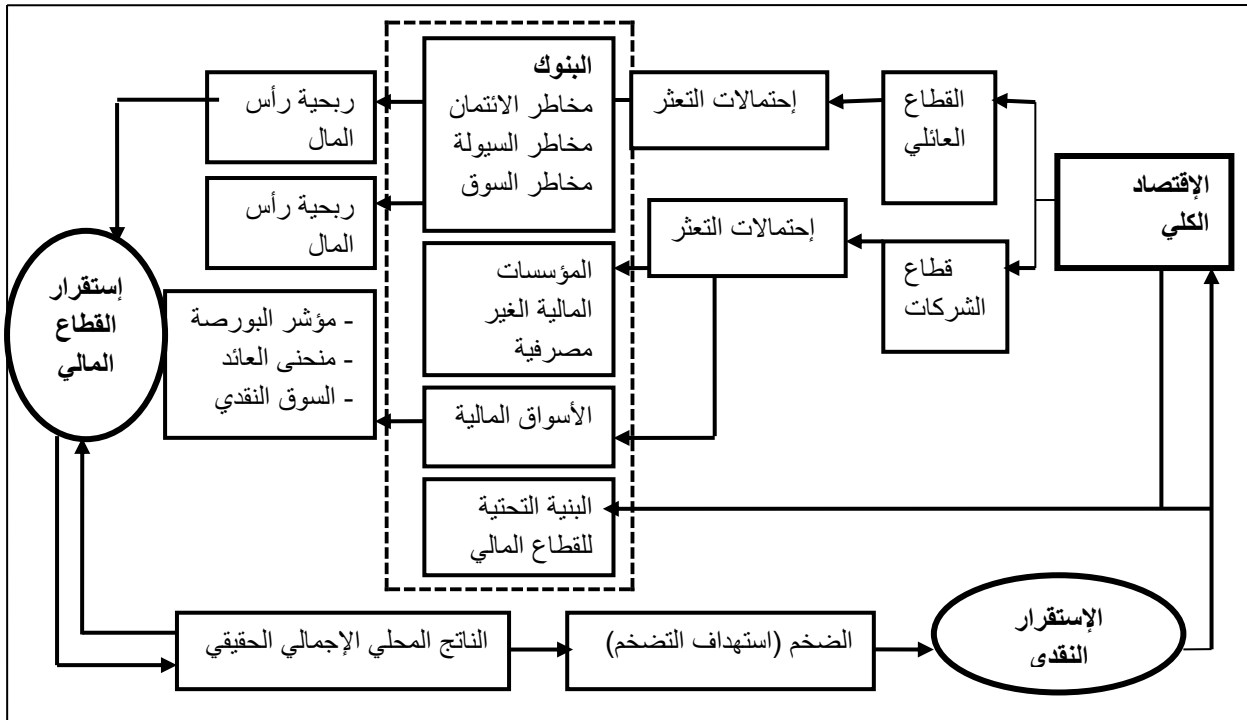 الإقتصاد
الكلي
القطاع
العائلي
قطاع
الشركات
إحتمالات التعثر
إحتمالات التعثر
البنوك
مخاطر الائتمان
مخاطر السيولة
مخاطر السوق
المؤسسات
المالية الغير
مصرفية
الأسواق المالية
البنية التحتية
للقطاع المالي
ربحية رأس
المال
ربحية رأس
المال
- مؤشر البورصة
- منحنى العائد
- السوق النقدي
إستقرار
القطاع
المالي
الناتج المحلي الإجمالي الحقيقي
الضخم (استهداف التضخم)
الإستقرار
النقدي